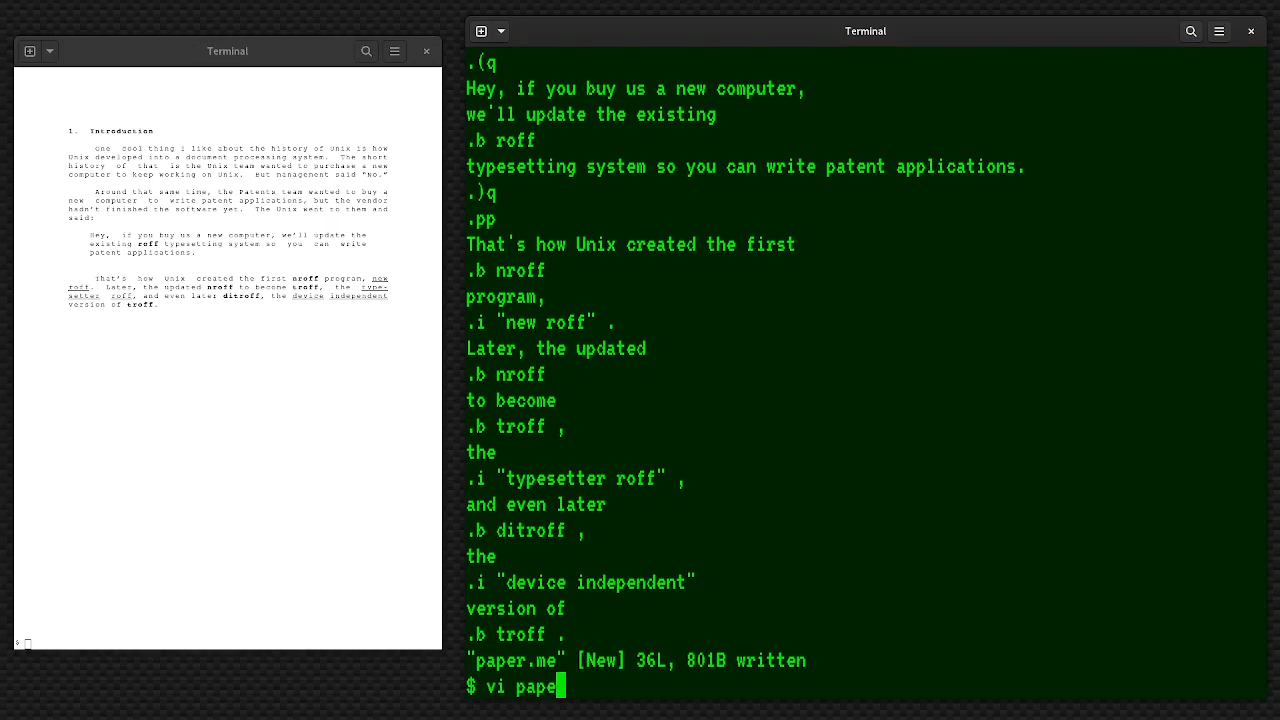 Terminal
1. Introduction
One cool thing I like about the history of Unix is how
Unix developed into a document processing system. The short
history of that is the Unix team wanted to purchase a new
computer to keep working on Unix. But management said "No."
Around that same time, the Patents team wanted to buy a
new computer to write patent applications, but the vendor
hadn't finished the software yet. The Unix went to them and
said:
Hey, if you buy us a new computer, we'll update the
existing roff typesetting system so you can write
patent applications.
That's how Unix created the first nroff program, new
roff. Later, the updated nroff to become troff, the type-
setter roff, and even later ditroff, the device independent
version of troff.
$
Terminal
.(q
Hey, if you buy us a new computer,
we'll update the existing
.b roff
typesetting system so you can write patent applications.
.)q
.pp
That's how Unix created the first
.b nroff
program,
.i "new roff" .
Later, the updated
.b nroff
to become
.b troff ,
the
.i "typesetter roff" ,
and even later
.b ditroff ,
the
.i "device independent"
version of
.b troff .
"paper.me" [New] 36L, 801B written
$ vi pape